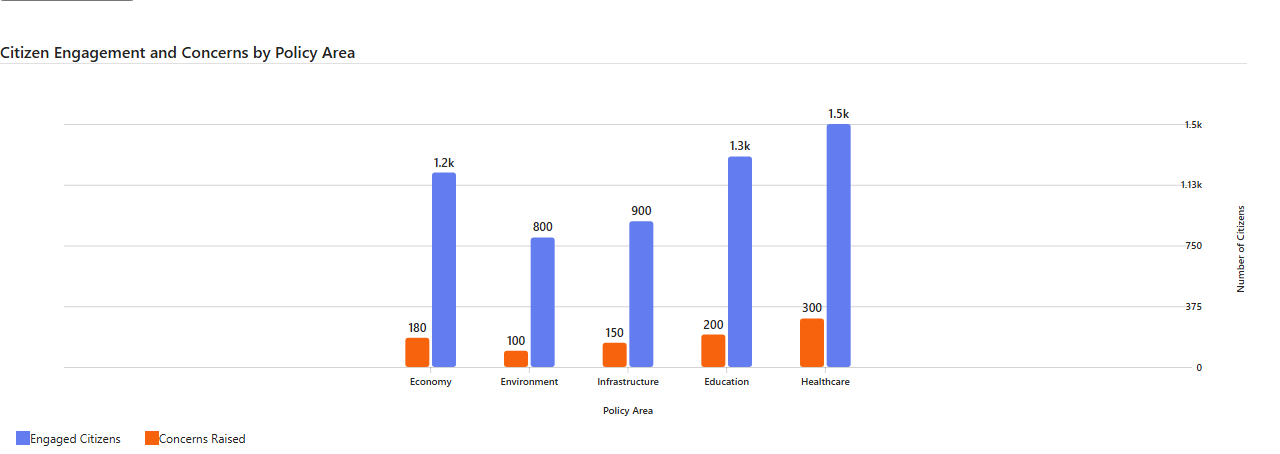 Citizen Engagement and Concerns by Policy Area
1.5k
1.5k
1.3k
1.2k
1.13k
900
800
750
Number of Citizens
375
300
200
180
150
100
0
Economy Environment Infrastructure Education Healthcare
Policy Area
Engaged Citizens Concerns Raised